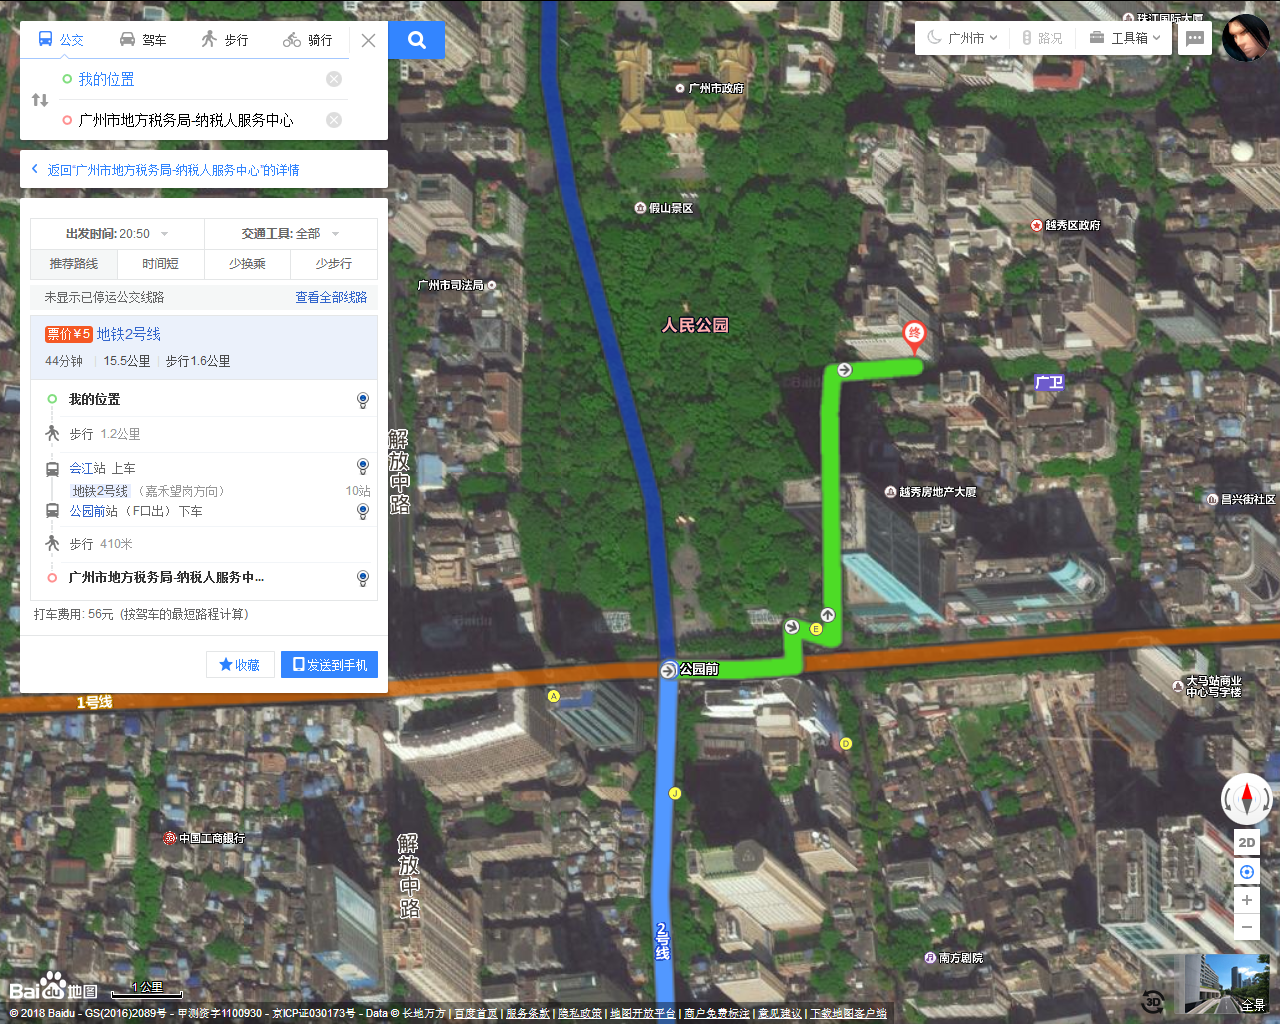 公交
驾车
步行
骑行
我的位置
广州市地方税务局-纳税人服务中心
返回“广州市地方税务局-纳税人服务中心”的详情
出发时间: 20:50
交通工具: 全部
推荐路线
时间短
少换乘
少步行
未显示已停运公交线路
查看全部线路
票价¥5 地铁2号线
44分钟 15.5公里 步行1.6公里
我的位置
步行 1.2公里
会江站 上车
地铁2号线 (嘉禾望岗方向) 10站
公园前站 (F口出) 下车
步行 410米
广州市地方税务局-纳税人服务中...
打车费用: 56元 (按驾车的最短路程计算)
收藏
发送到手机
广州市
路况
工具箱
珠江国际大厦
广州市政府
假山景区
越秀区政府
广州市司法局
人民公园
终
广卫
解放中路
越秀房地产大厦
昌兴街社区
E
公园前
大马站商业
中心写字楼
1号线
A
D
J
中国工商银行
解放中路
2号线
南方剧院
2D
3D
全景
Bai du 地图
1 公里
© 2018 Baidu - GS(2016)2089号 - 甲测资字1100930 - 京ICP证030173号 - Data © 长地万方 | 百度首页 | 服务条款 | 隐私政策 | 地图开放平台 | 商户免费标注 | 意见建议 | 下载地图客户端